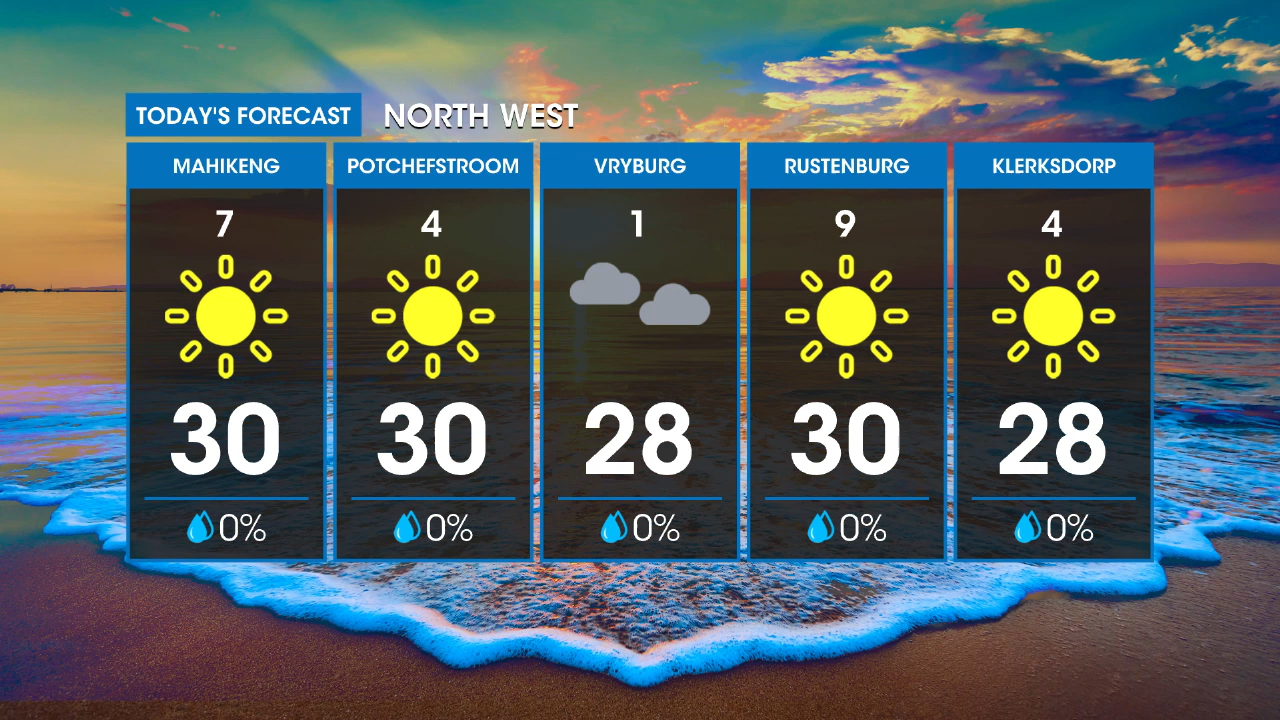 TODAY'S FORECAST NORTH WEST
MAHIKENG POTCHEFSTROOM VRYBURG RUSTENBURG KLERKSDORP
7 4 1 9 4
30 30 28 30 28
0% 0% 0% 0% 0%